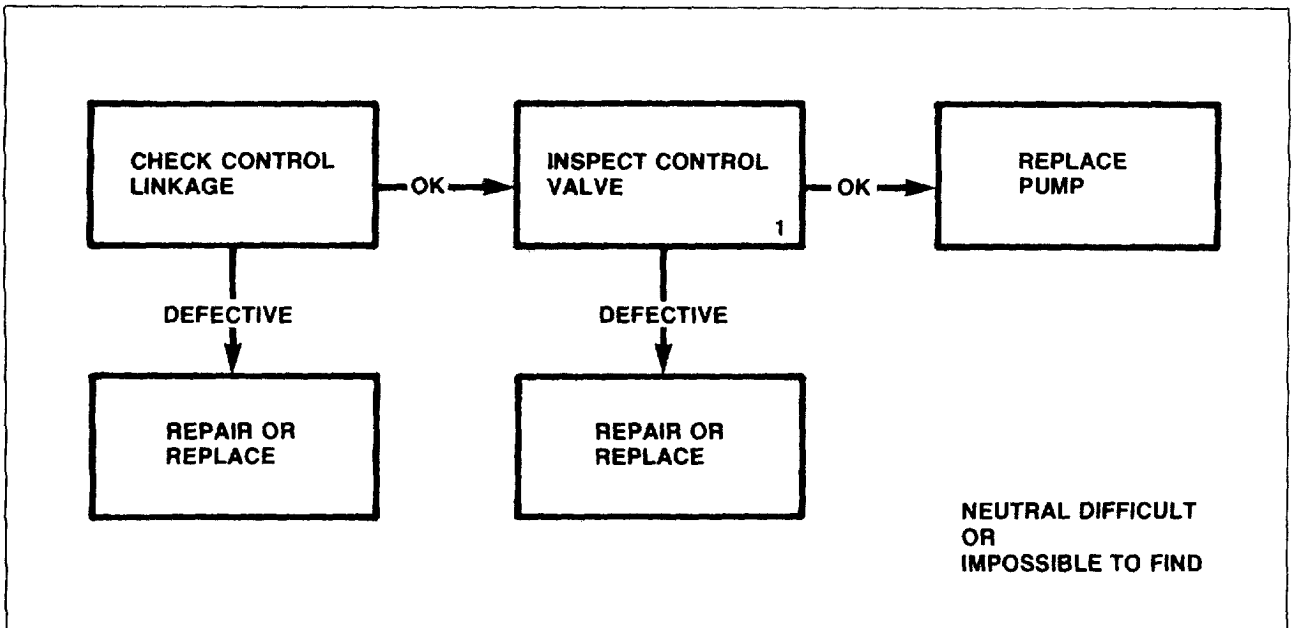 CHECK CONTROL
LINKAGE
OK
INSPECT CONTROL
VALVE
1
OK
REPLACE
PUMP
DEFECTIVE
DEFECTIVE
REPAIR OR
REPLACE
REPAIR OR
REPLACE
NEUTRAL DIFFICULT
OR
IMPOSSIBLE TO FIND